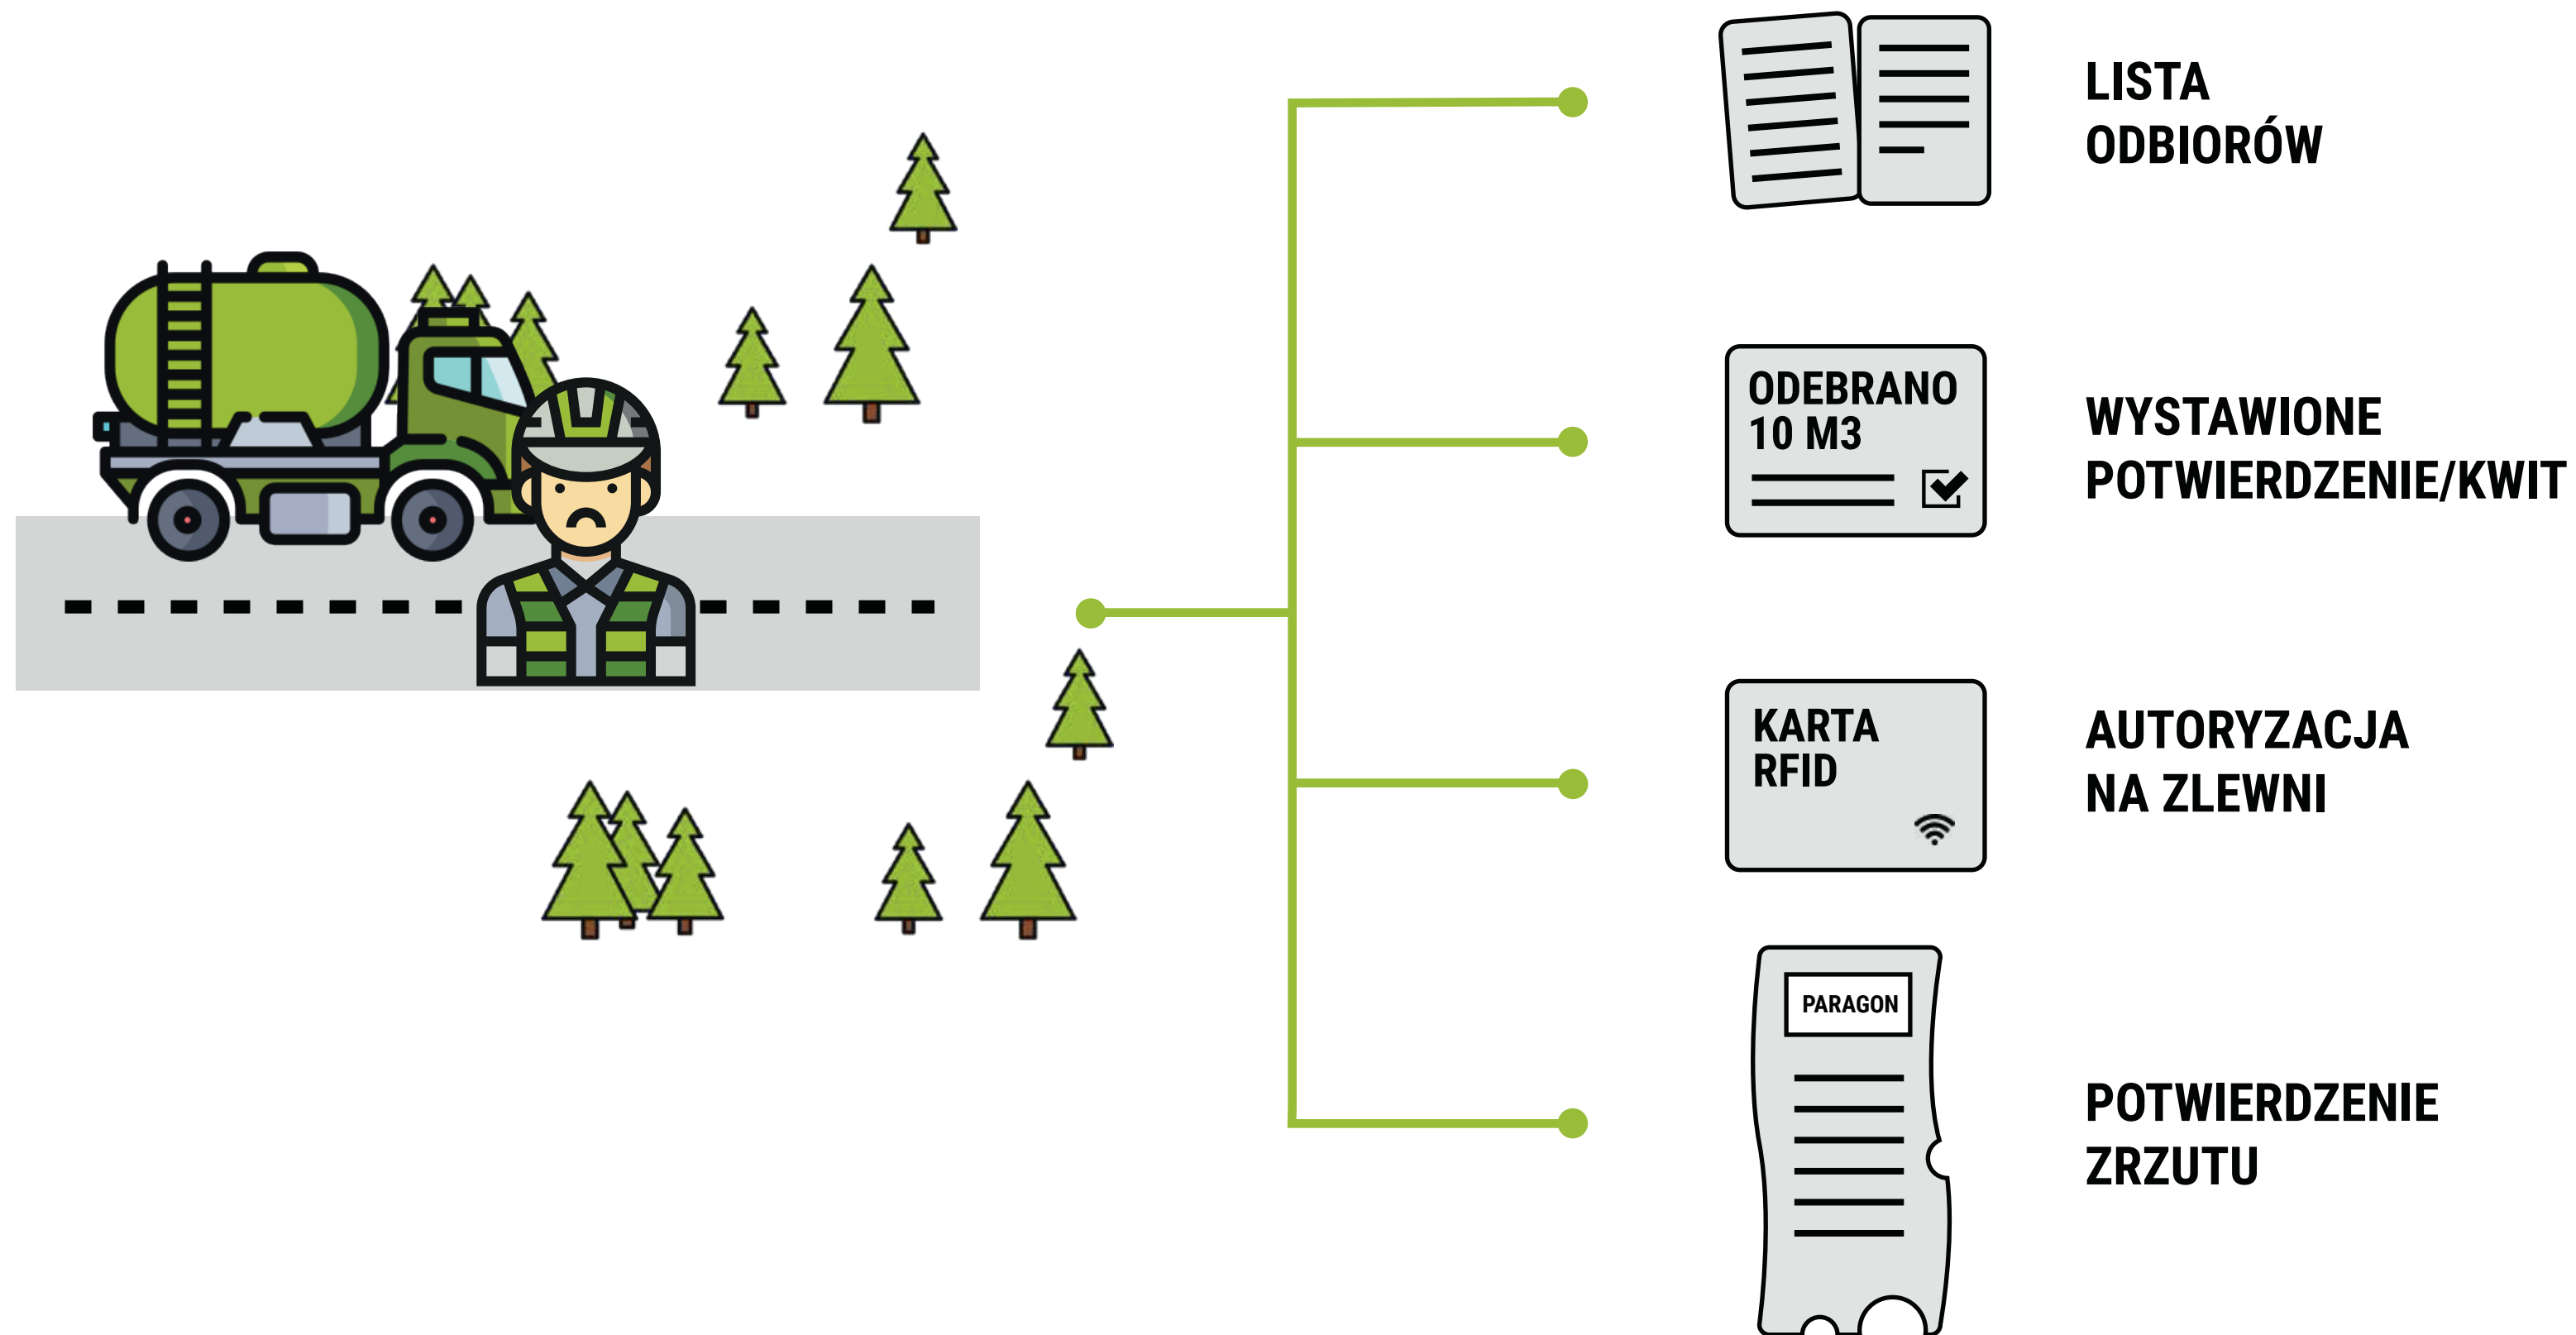 LISTA
ODBIORÓW
ODEBRANO
10 M3
WYSTAWIONE
POTWIERDZENIE/KWIT
KARTA
RFID
AUTORYZACJA
NA ZLEWNI
PARAGON
POTWIERDZENIE
ZRZUTU